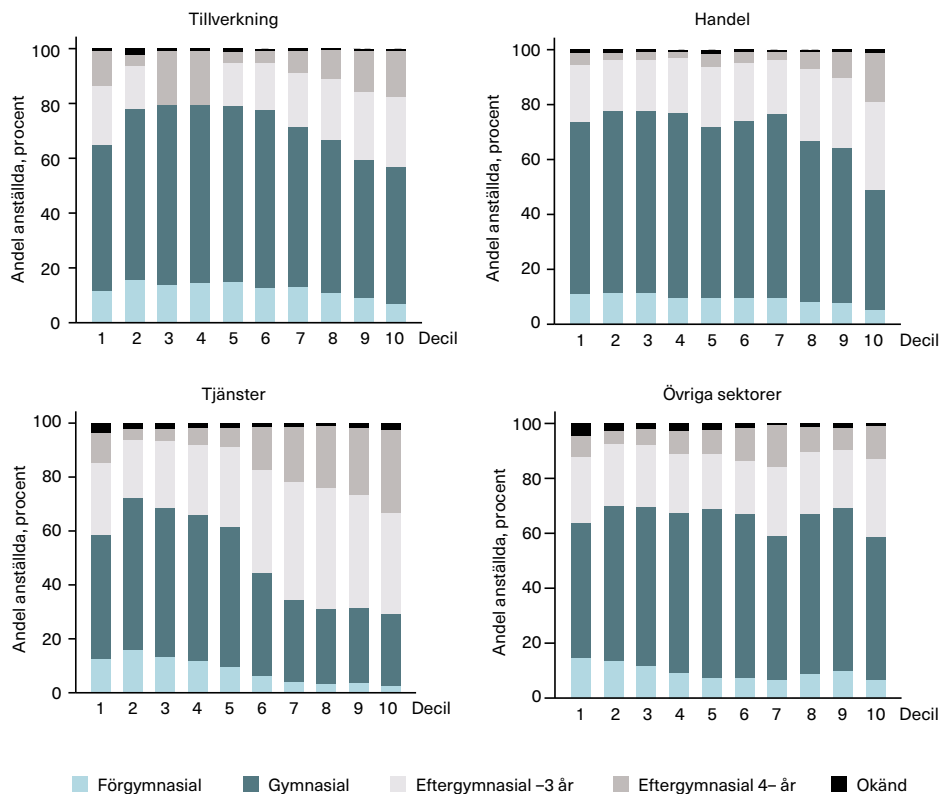 Tillverkning
Andel anställda, procent
100
80
60
40
20
0
1 2 3 4 5 6 7 8 9 10 Decil
Handel
Andel anställda, procent
100
80
60
40
20
0
1 2 3 4 5 6 7 8 9 10 Decil
Tjänster
Andel anställda, procent
100
80
60
40
20
0
1 2 3 4 5 6 7 8 9 10 Decil
Övriga sektorer
Andel anställda, procent
100
80
60
40
20
0
1 2 3 4 5 6 7 8 9 10 Decil
Förgymnasial Gymnasial Eftergymnasial –3 år Eftergymnasial 4– år Okänd